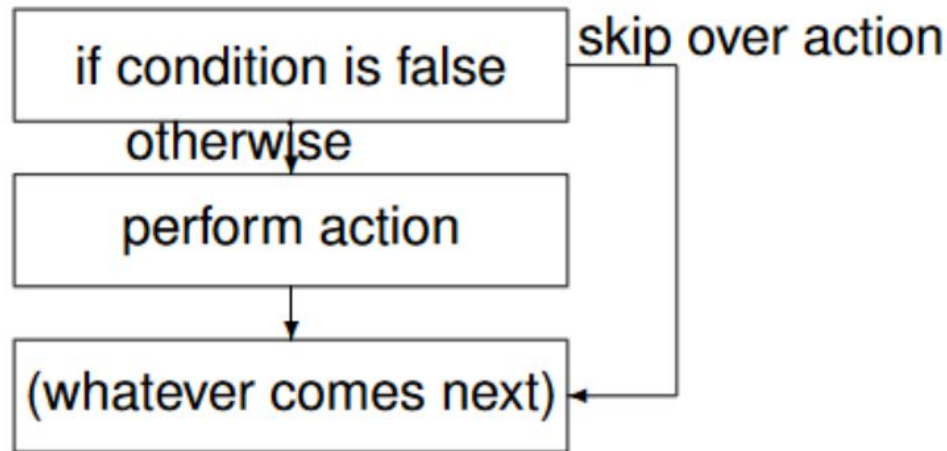 if condition is false
skip over action
otherwise
perform action
(whatever comes next)